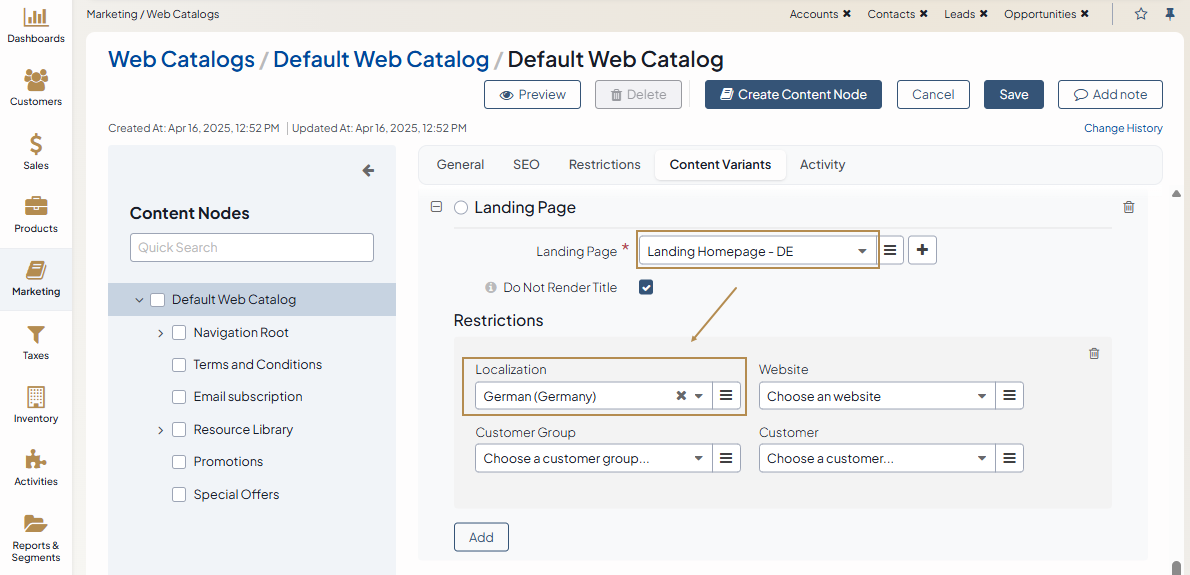 Marketing / Web Catalogs
Accounts ✖ Contacts ✖ Leads ✖ Opportunities ✖
Dashboards
Customers
Sales
Products
Marketing
Taxes
Inventory
Activities
Reports &
Segments
Web Catalogs / Default Web Catalog / Default Web Catalog
Preview Delete Create Content Node Cancel Save Add note
Created At: Apr 16, 2025, 12:52 PM | Updated At: Apr 16, 2025, 12:52 PM Change History
Content Nodes
Quick Search
Default Web Catalog
Navigation Root
Terms and Conditions
Email subscription
Resource Library
Promotions
Special Offers
General SEO Restrictions Content Variants Activity
Landing Page
Landing Page * Landing Homepage - DE
Do Not Render Title
Restrictions
Localization Website
German (Germany) Choose an website
Customer Group Customer
Choose a customer group... Choose a customer...
Add